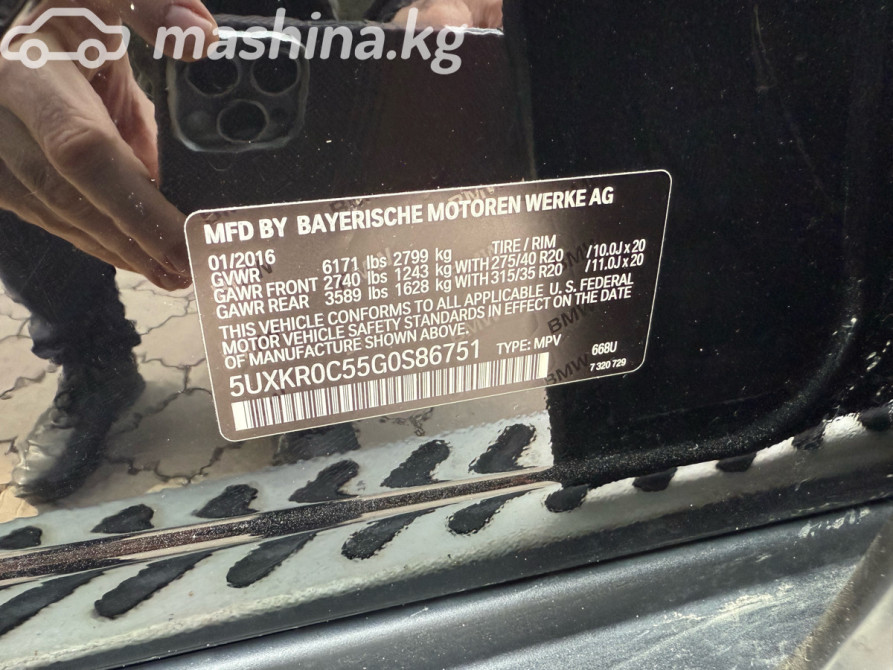 mashina.kg
MFD BY BAYERISCHE MOTOREN WERKE AG
01/2016 TIRE / RIM
GVWR 6171 lbs 2799 kg
GAWR FRONT 2740 lbs 1243 kg WITH 275/40 R20 /10.0J x 20
GAWR REAR 3589 lbs 1628 kg WITH 315/35 R20 /11.0J x 20
THIS VEHICLE CONFORMS TO ALL APPLICABLE U. S. FEDERAL
MOTOR VEHICLE SAFETY STANDARDS IN EFFECT ON THE DATE
OF MANUFACTURE SHOWN ABOVE.
5UXKR0C55G0S86751 TYPE: MPV 668U
7 320 729